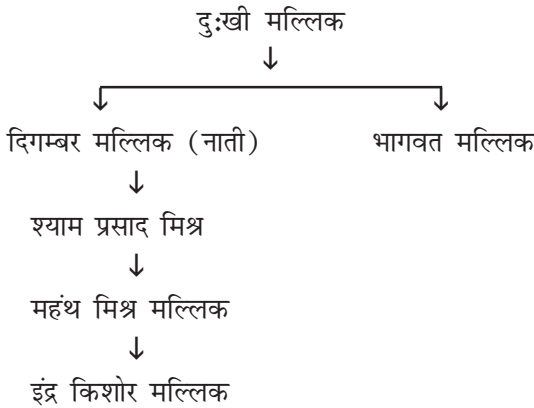 दु:खी मल्लिक
दिगम्बर मल्लिक (नाती) भागवत मल्लिक
श्याम प्रसाद मिश्र
महंथ मिश्र मल्लिक
इंद्र किशोर मल्लिक